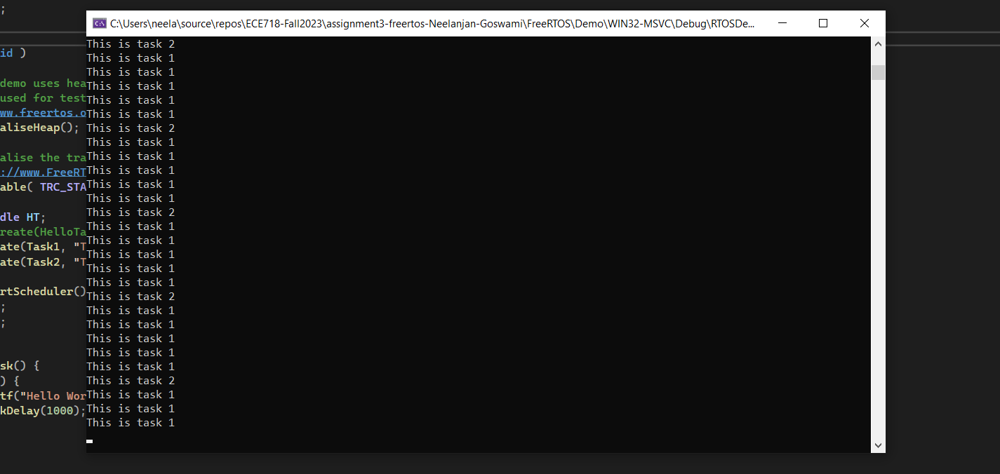 ;
C:\Users\neela\source\repos\ECE718-Fall2023\assignment3-freertos-Neelanjan-Goswami\FreeRTOS\Demo\WIN32-MSVC\Debug\RTOSDe...
id )
demo uses hea
used for test
ww.freertos.o
aliseHeap();
alise the tra
://www.FreeRT
able( TRC_STA
dle HT;
reate(HelloTa
ate(Task1, "T
ate(Task2, "T
rtScheduler()
;
;
sk() {
) {
tf("Hello Wor
kDelay(1000);
This is task 2
This is task 1
This is task 1
This is task 1
This is task 1
This is task 1
This is task 2
This is task 1
This is task 1
This is task 1
This is task 1
This is task 1
This is task 2
This is task 1
This is task 1
This is task 1
This is task 1
This is task 1
This is task 2
This is task 1
This is task 1
This is task 1
This is task 1
This is task 1
This is task 2
This is task 1
This is task 1
This is task 1